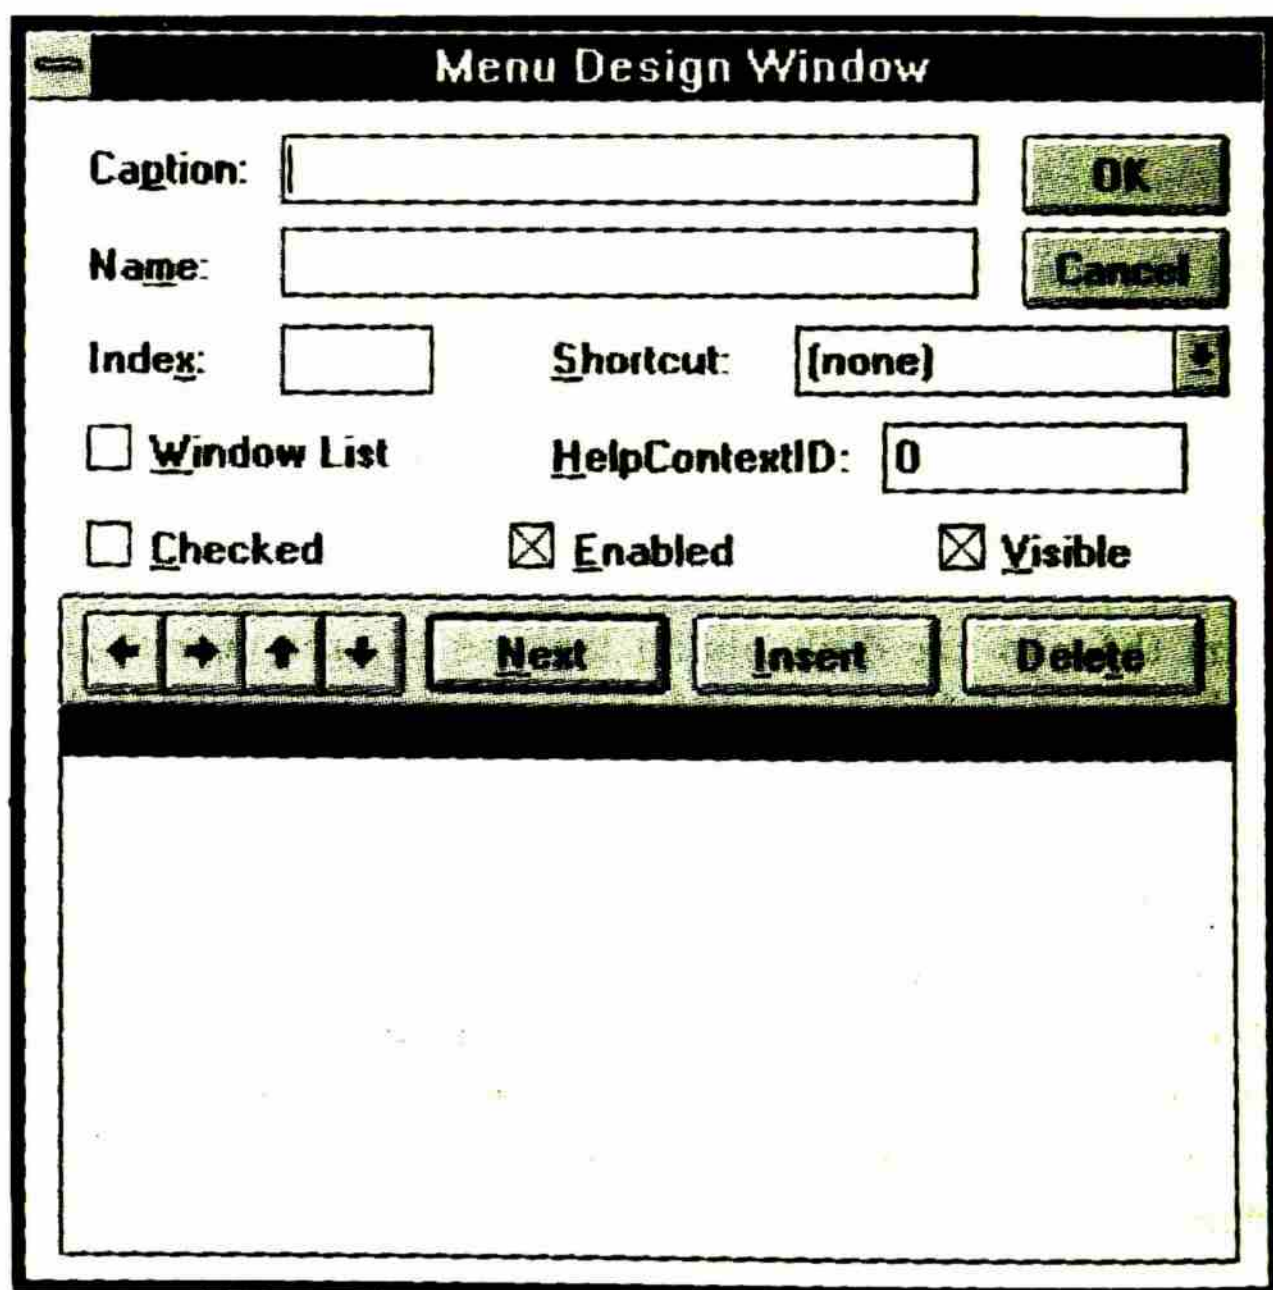 Menu Design Window
Caption:
OK
Name:
Cancel
Index:
Shortcut:
(none)
Window List
HelpContextID:
0
Checked
Enabled
Visible
Next
Insert
Delete